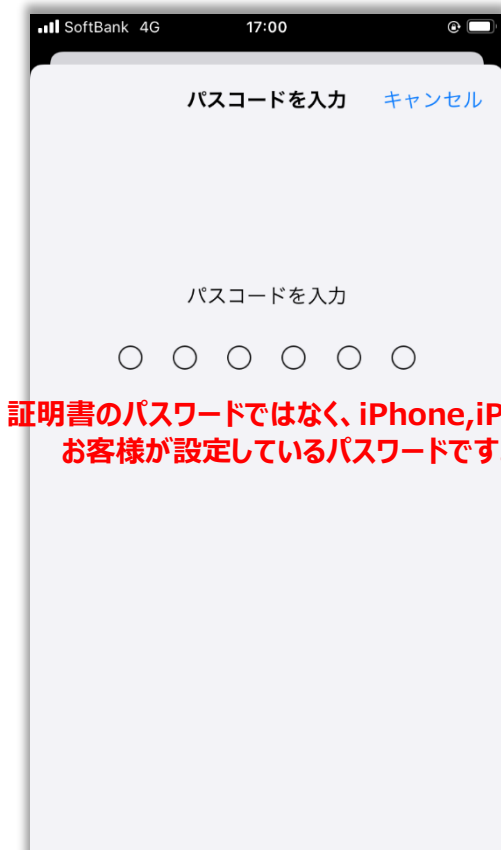 SoftBank 4G 17:00
パスコードを入力 キャンセル
パスコードを入力
証明書のパスワードではなく、iPhone,iP
お客様が設定しているパスワードです